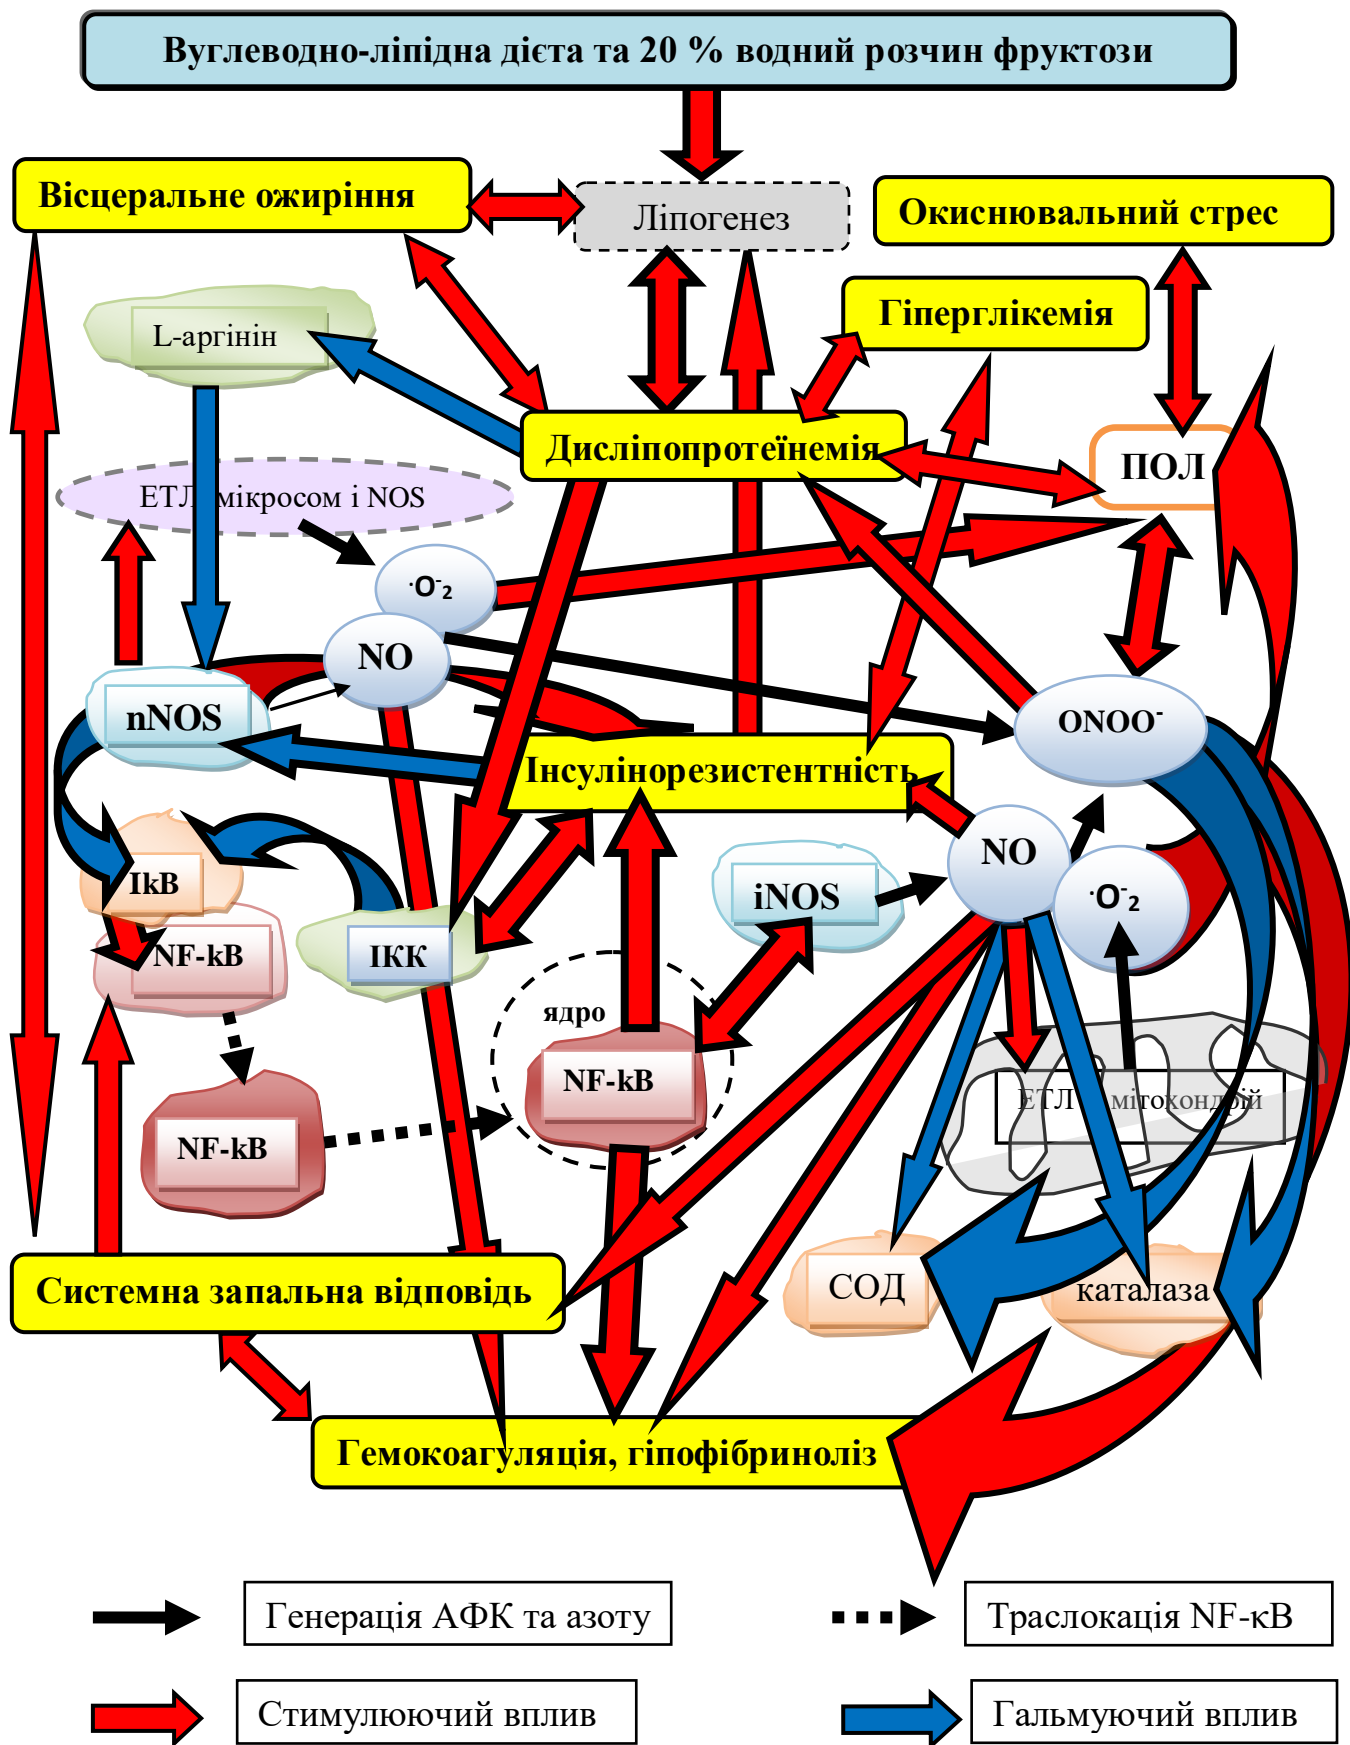 Вуглеводно-ліпідна дієта та 20 % водний розчин фруктози
Вісцеральне ожиріння
Ліпогенез
Окиснювальний стрес
Гіперглікемія
L-аргінін
Дисліпопротеїнемія
ПОЛ
ЕТЛ мікросом і NOS
·O⁻₂
NO
nNOS
ONOO⁻
Інсулінорезистентність
IkB
NF-kB
ІКК
iNOS
NO
·O⁻₂
ядро
NF-kB
NF-kB
ЕТЛ мітохондрій
Системна запальна відповідь
СОД
каталаза
Гемокоагуляція, гіпофібриноліз
Генерація АФК та азоту
Траслокація NF-кВ
Стимулюючий вплив
Гальмуючий вплив